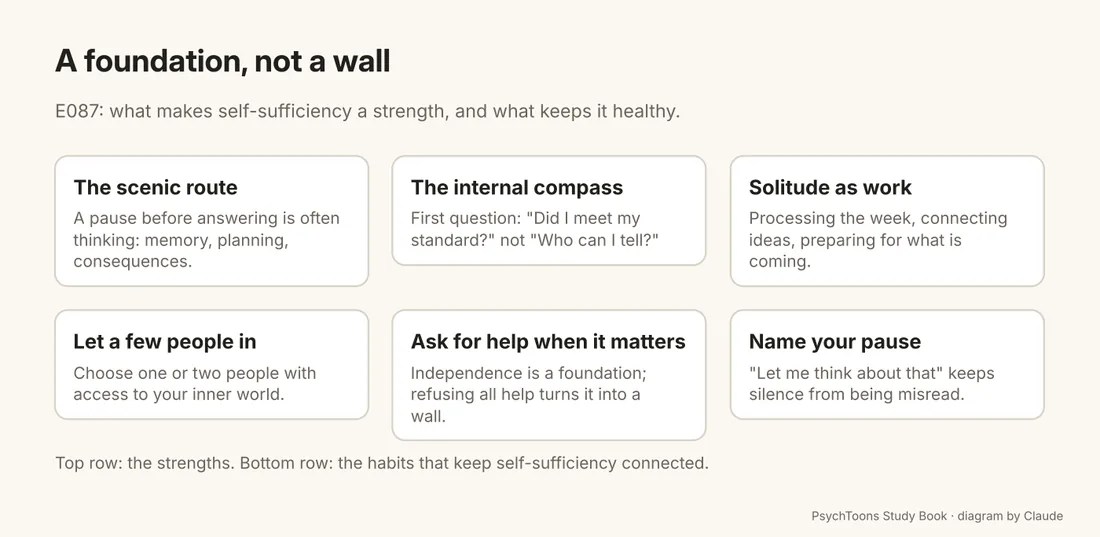 A foundation, not a wall
E087: what makes self-sufficiency a strength, and what keeps it healthy.
The scenic route
A pause before answering is often
thinking: memory, planning,
consequences.
The internal compass
First question: "Did I meet my
standard?" not "Who can I tell?"
Solitude as work
Processing the week, connecting
ideas, preparing for what is
coming.
Let a few people in
Choose one or two people with
access to your inner world.
Ask for help when it matters
Independence is a foundation;
refusing all help turns it into a
wall.
Name your pause
"Let me think about that" keeps
silence from being misread.
Top row: the strengths. Bottom row: the habits that keep self-sufficiency connected.
PsychToons Study Book · diagram by Claude